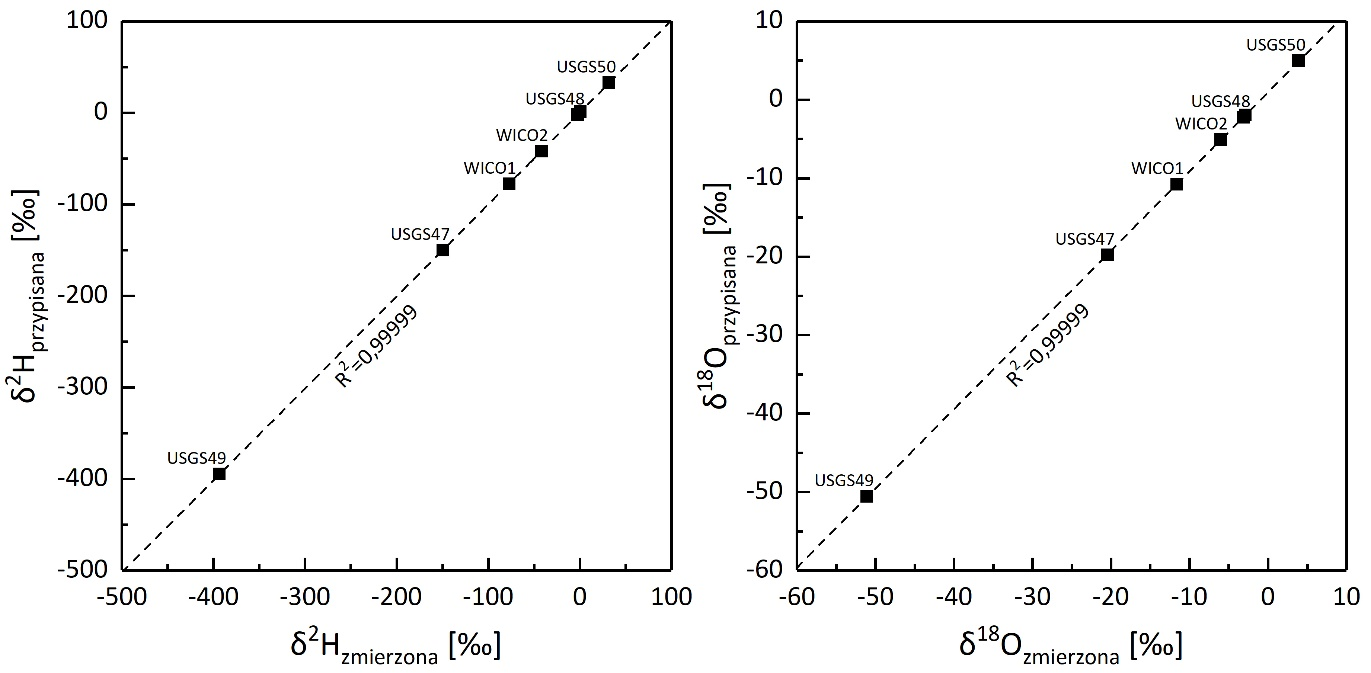 100
0
-100
-200
-300
-400
-500
δ²Hprzypisana [‰]
USGS50
USGS48
WICO2
WICO1
USGS47
R²=0,99999
USGS49
-500 -400 -300 -200 -100 0 100
δ²Hzmierzona [‰]
10
0
-10
-20
-30
-40
-50
-60
δ¹⁸Oprzypisana [‰]
USGS50
USGS48
WICO2
WICO1
USGS47
R²=0,99999
USGS49
-60 -50 -40 -30 -20 -10 0 10
δ¹⁸Ozmierzona [‰]